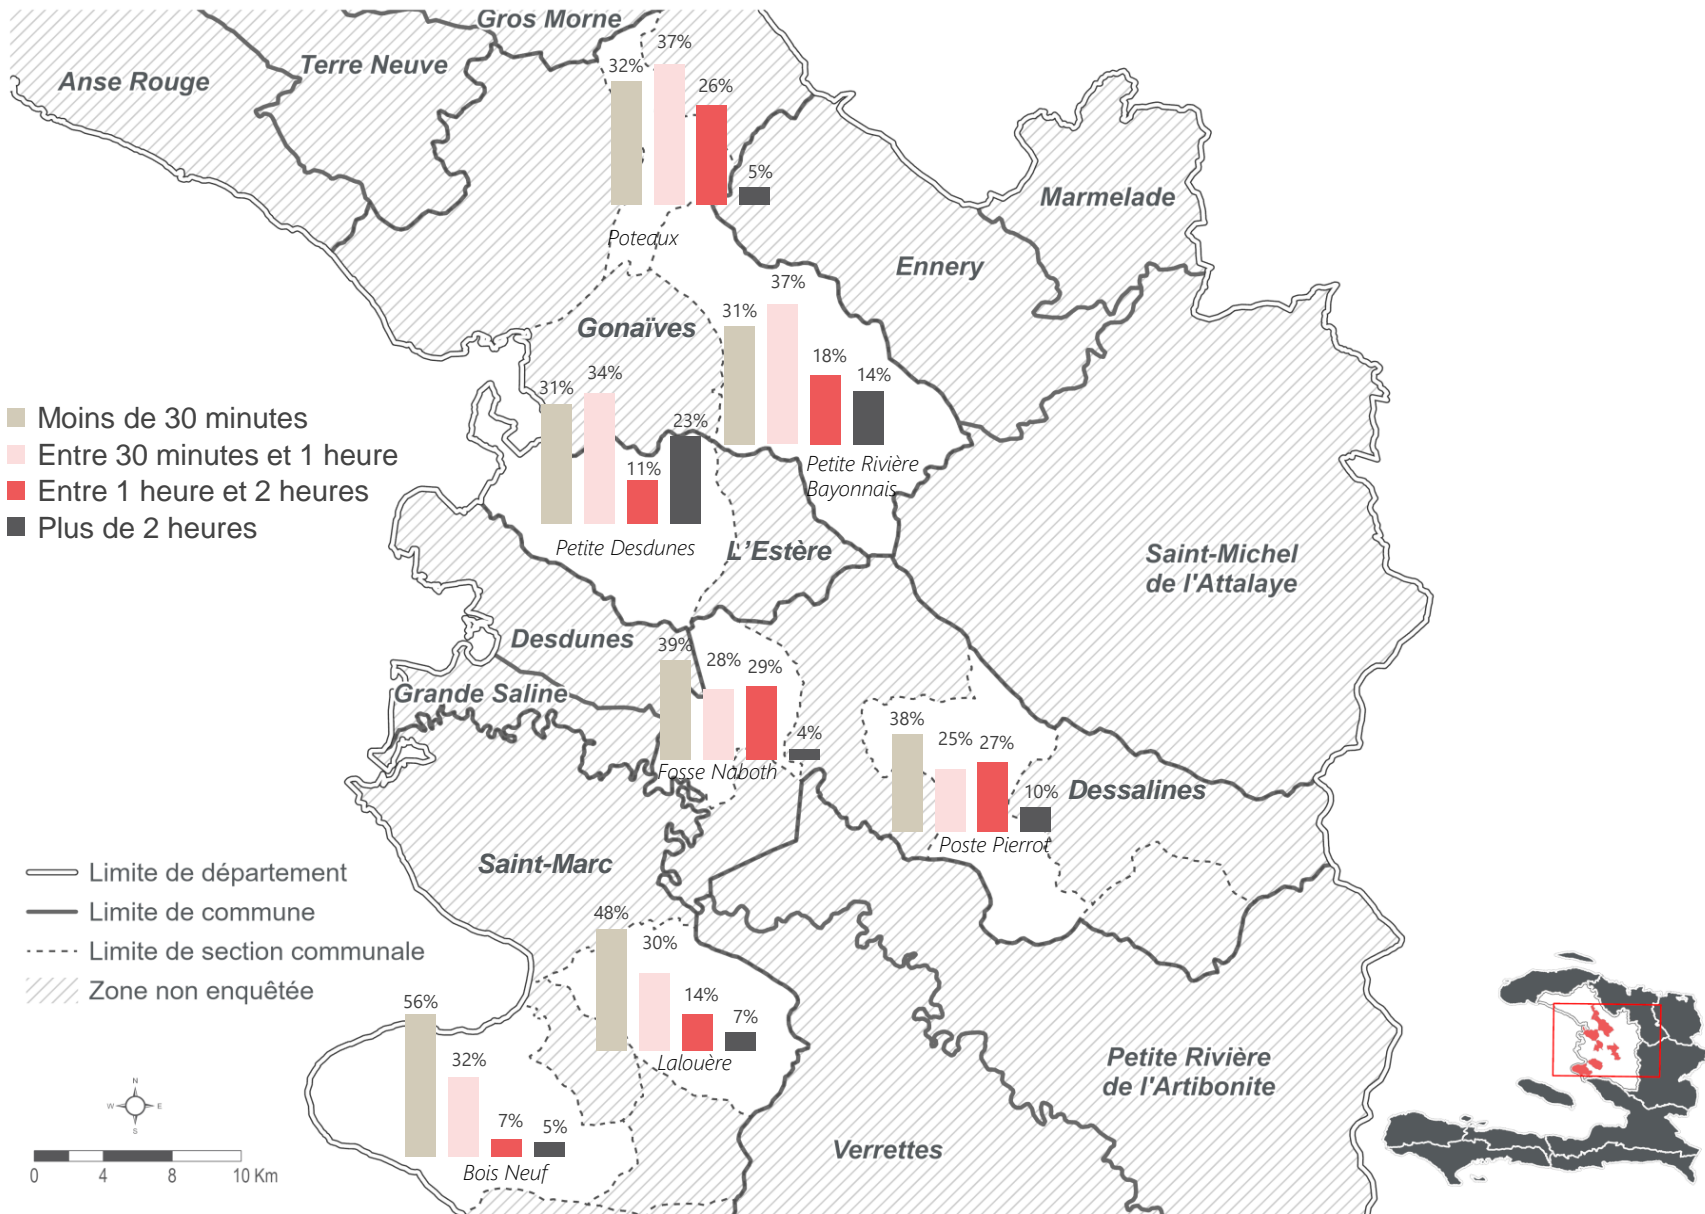 Gros Morne
Anse Rouge
Terre Neuve
32%
37%
26%
5%
Poteaux
Marmelade
Ennery
Gonaïves
31%
37%
18%
14%
Petite Rivière
Bayonnais
31%
34%
11%
23%
Petite Desdunes
L'Estère
Saint-Michel
de l'Attalaye
Moins de 30 minutes
Entre 30 minutes et 1 heure
Entre 1 heure et 2 heures
Plus de 2 heures
Desdunes
Grande Saline
39%
28%
29%
4%
Fosse Naboth
38%
25%
27%
10%
Poste Pierrot
Dessalines
Saint-Marc
Limite de département
Limite de commune
Limite de section communale
Zone non enquêtée
48%
30%
14%
7%
Lalouère
56%
32%
7%
5%
Bois Neuf
Petite Rivière
de l'Artibonite
Verrettes
N
W
E
S
0
4
8
10 Km